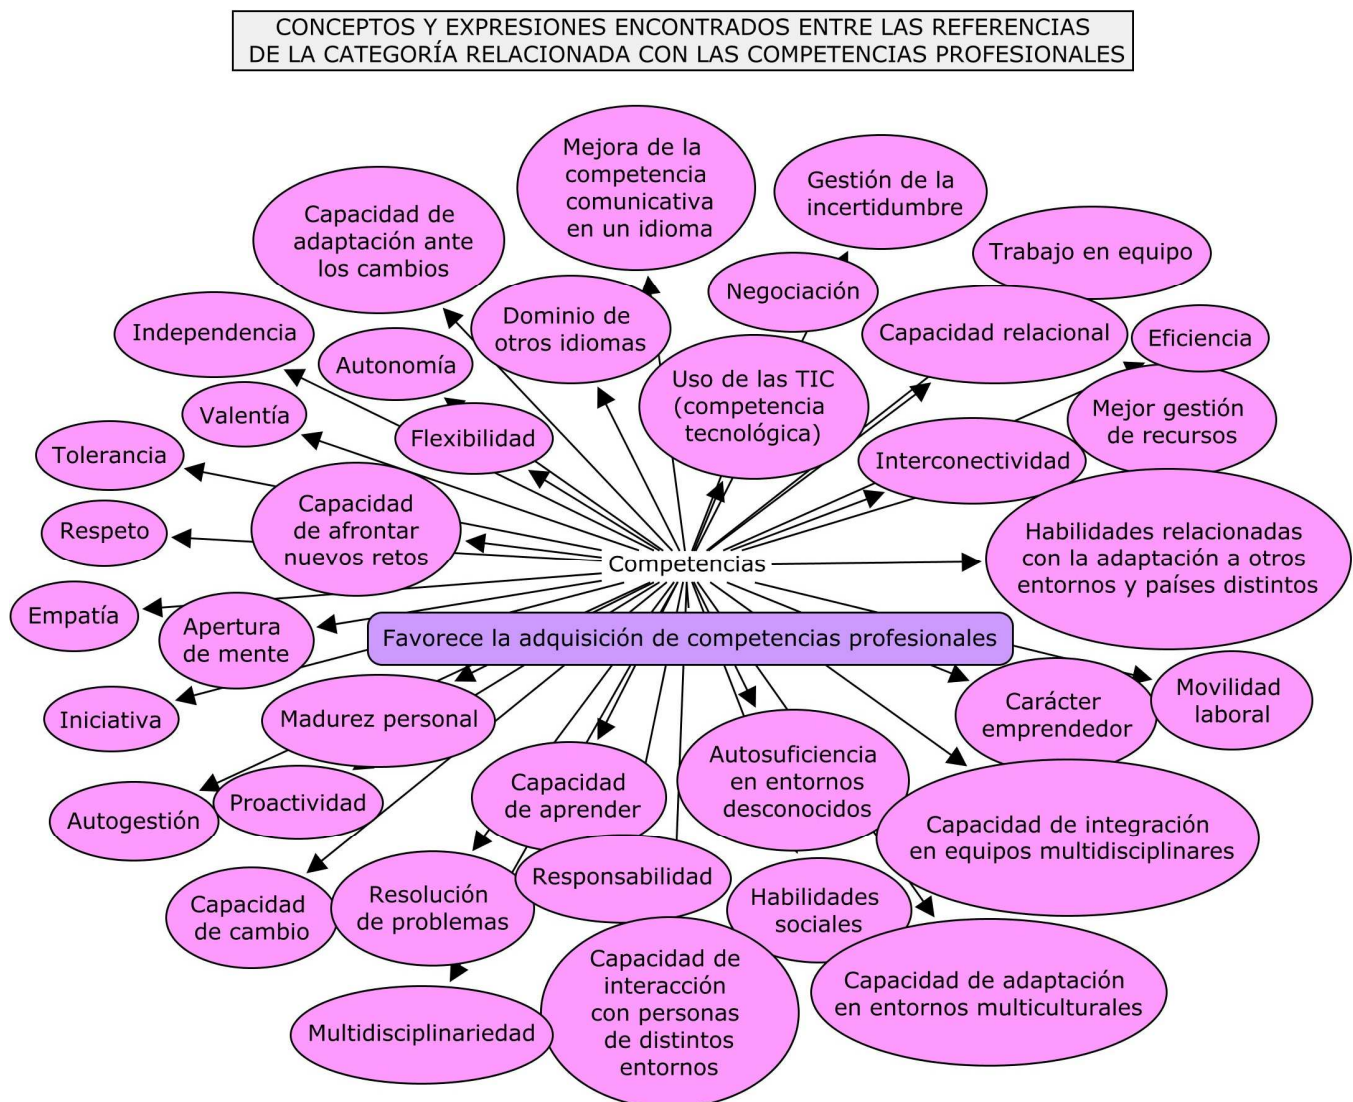 CONCEPTOS Y EXPRESIONES ENCONTRADOS ENTRE LAS REFERENCIAS
DE LA CATEGORÍA RELACIONADA CON LAS COMPETENCIAS PROFESIONALES
Mejora de la
competencia
comunicativa
en un idioma
Gestión de la
incertidumbre
Capacidad de
adaptación ante
los cambios
Trabajo en equipo
Negociación
Dominio de
otros idiomas
Independencia
Capacidad relacional
Eficiencia
Autonomía
Uso de las TIC
(competencia
tecnológica)
Valentía
Mejor gestión
de recursos
Flexibilidad
Tolerancia
Interconectividad
Capacidad
de afrontar
nuevos retos
Respeto
Habilidades relacionadas
con la adaptación a otros
entornos y países distintos
Competencias
Empatía
Apertura
de mente
Favorece la adquisición de competencias profesionales
Iniciativa
Madurez personal
Carácter
emprendedor
Movilidad
laboral
Autosuficiencia
en entornos
desconocidos
Capacidad
de aprender
Proactividad
Autogestión
Capacidad de integración
en equipos multidisciplinares
Responsabilidad
Resolución
de problemas
Capacidad
de cambio
Habilidades
sociales
Capacidad de
interacción
con personas
de distintos
entornos
Capacidad de adaptación
en entornos multiculturales
Multidisciplinariedad